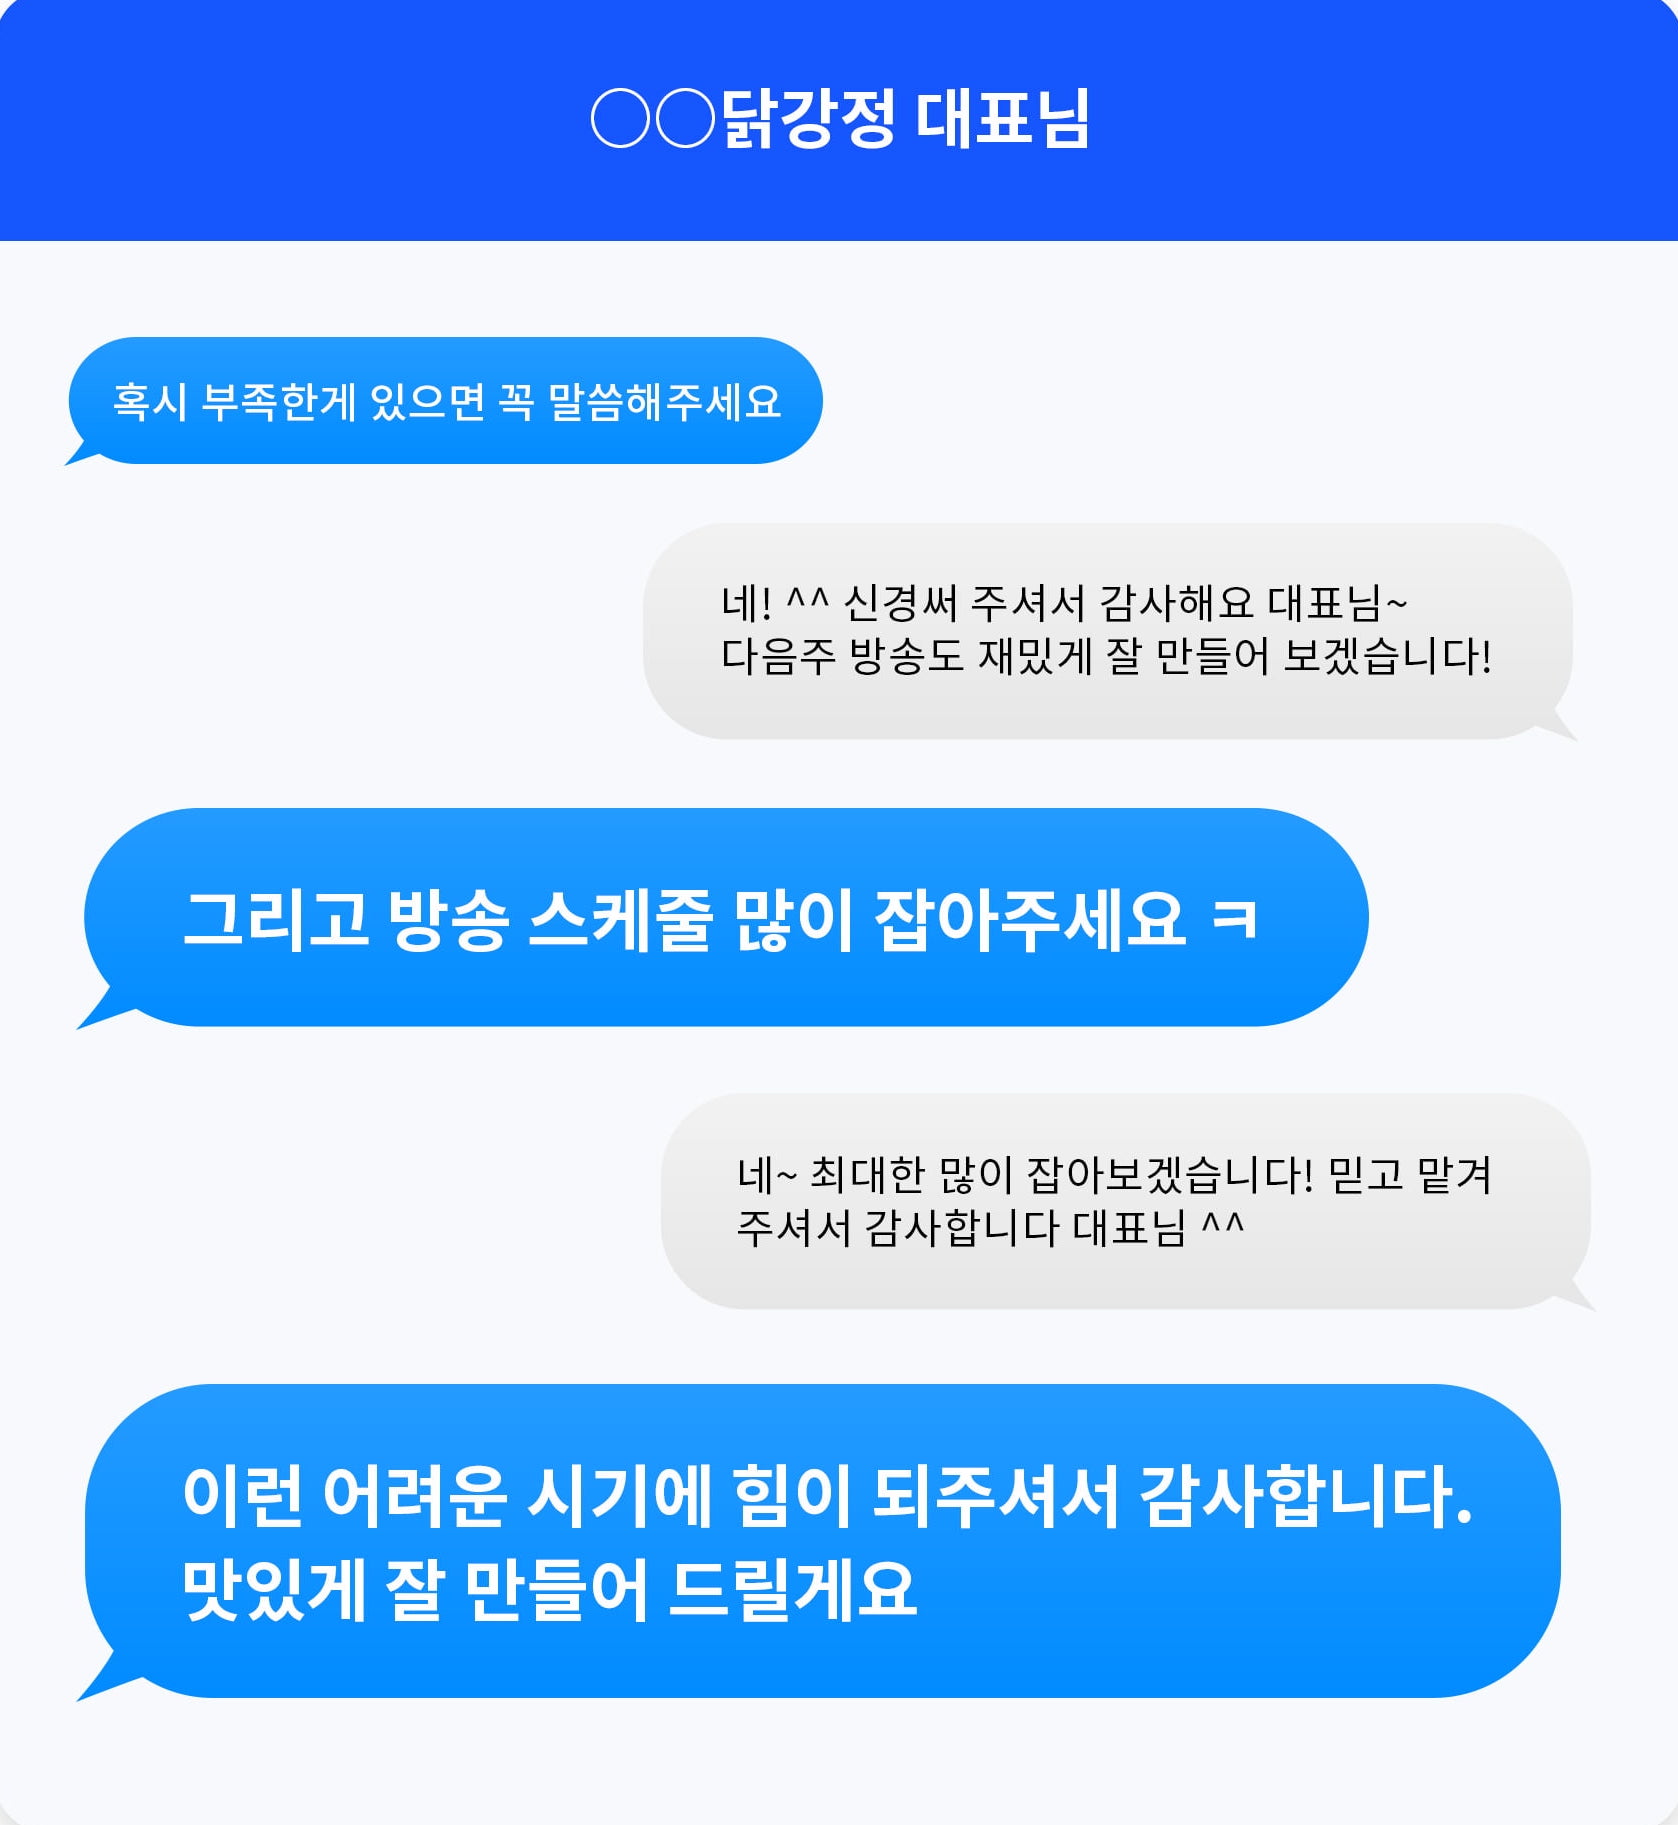 ○○닭강정 대표님
혹시 부족한게 있으면 꼭 말씀해주세요
네! ^^ 신경써 주셔서 감사해요 대표님~
다음주 방송도 재밌게 잘 만들어 보겠습니다!
그리고 방송 스케줄 많이 잡아주세요 ㅋ
네~ 최대한 많이 잡아보겠습니다! 믿고 맡겨
주셔서 감사합니다 대표님 ^^
이런 어려운 시기에 힘이 되주셔서 감사합니다.
맛있게 잘 만들어 드릴게요